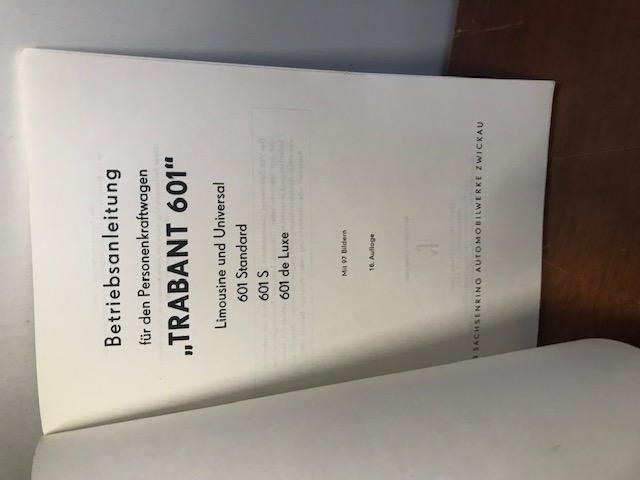 Betriebsanleitung
für den Personenkraftwagen
„TRABANT 601“
Limousine und Universal
601 Standard
601 S
601 de Luxe
Mit 97 Bildern
16. Auflage
SACHSENRING AUTOMOBILWERKE ZWICKAU